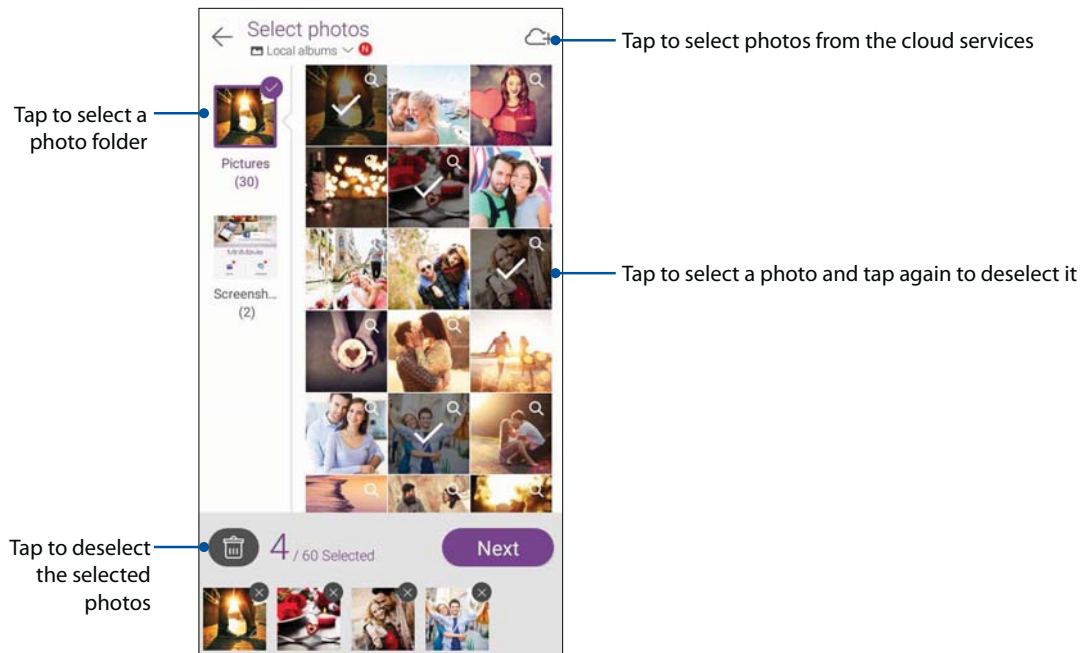 Select photos
Local albums
N
Tap to select photos from the cloud services
Tap to select a
photo folder
Pictures
(30)
MiniMovie
Screensh...
(2)
Tap to select a photo and tap again to deselect it
Tap to deselect
the selected
photos
4 / 60 Selected
Next